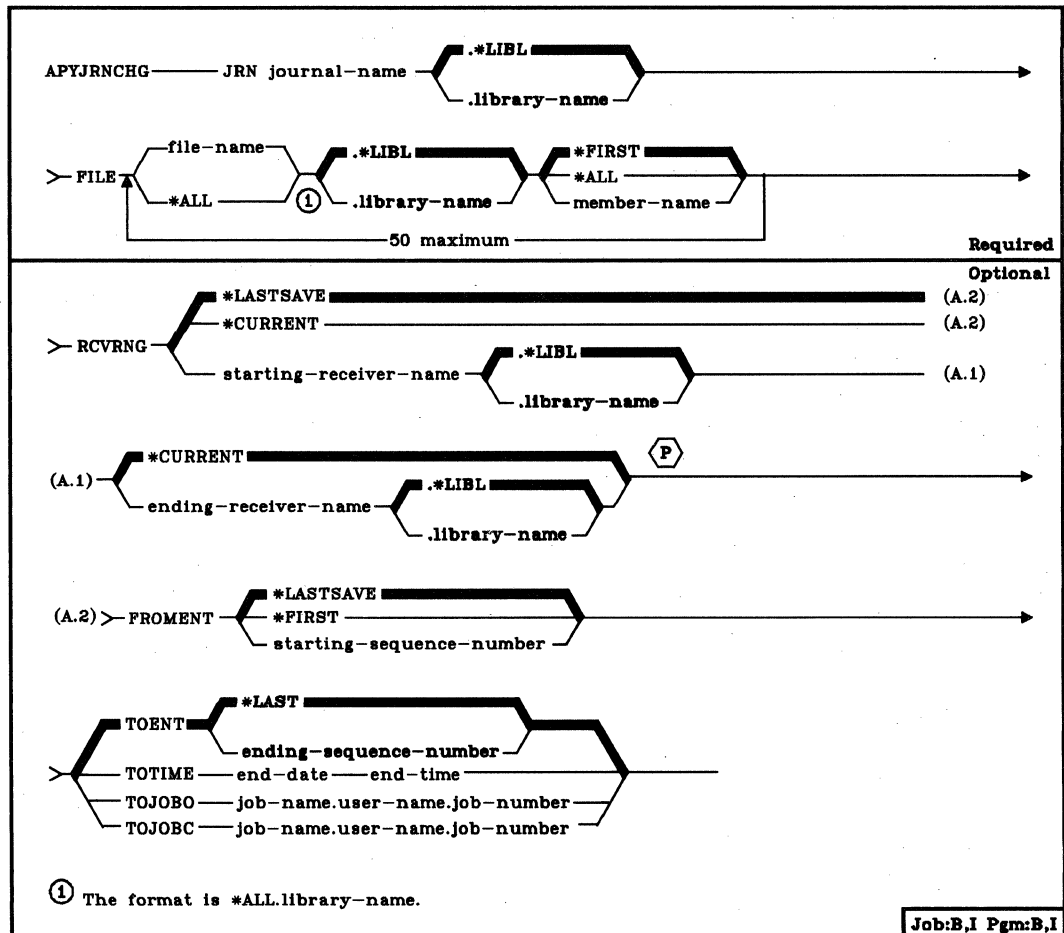 .*LIBL
APYJRNCHG JRN journal-name
.library-name
file-name .*LIBL *FIRST
FILE *ALL
*ALL ① .library-name member-name
50 maximum
Required
Optional
*LASTSAVE (A.2)
*CURRENT (A.2)
RCVRNG .*LIBL
starting-receiver-name (A.1)
.library-name
*CURRENT P
(A.1) .*LIBL
ending-receiver-name
.library-name
*LASTSAVE
(A.2) FROMENT *FIRST
starting-sequence-number
*LAST
TOENT
ending-sequence-number
TOTIME end-date end-time
TOJOBO job-name.user-name.job-number
TOJOBC job-name.user-name.job-number
① The format is *ALL.library-name.
Job:B,I Pgm:B,I